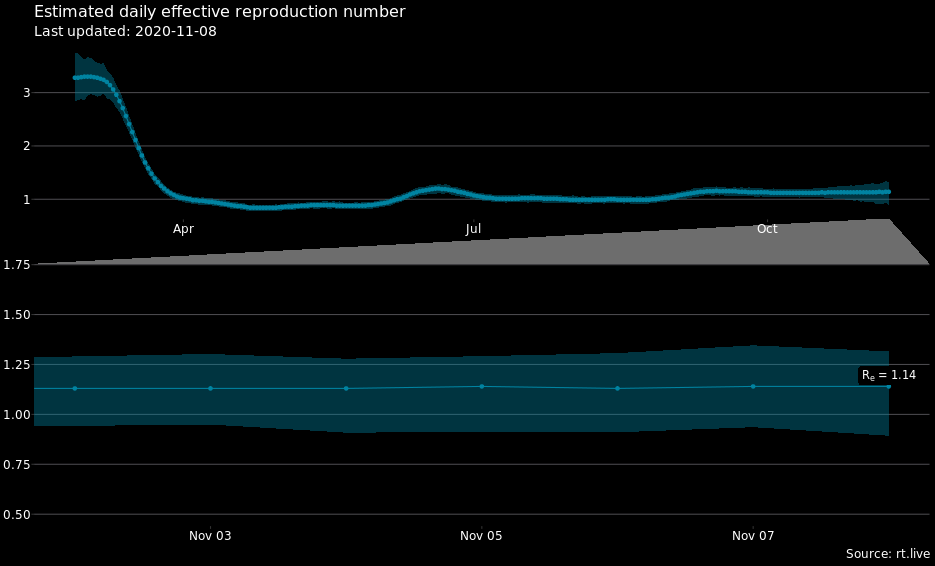 Estimated daily effective reproduction number
Last updated: 2020-11-08
3
2
1
Apr Jul Oct
1.75
1.50
1.25
Re = 1.14
1.00
0.75
0.50
Nov 03 Nov 05 Nov 07
Source: rt.live